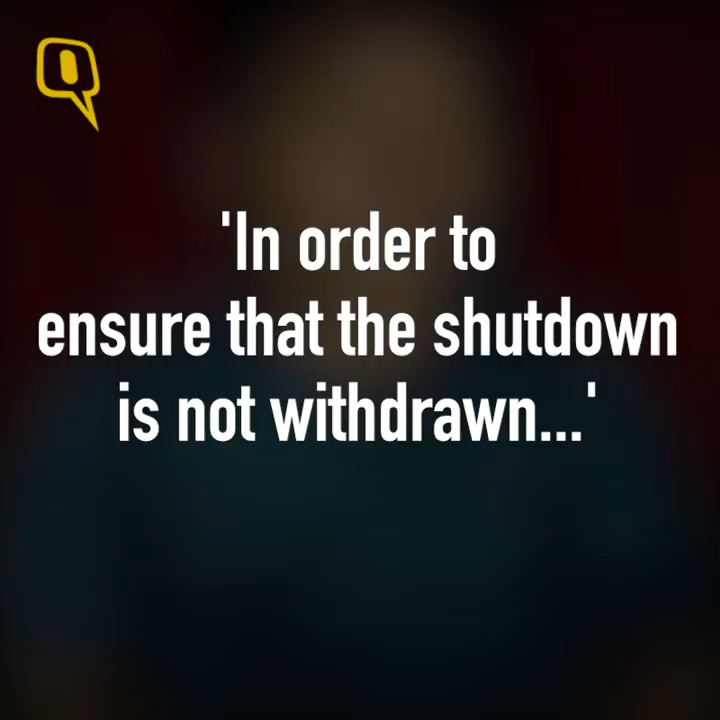 'In order to
ensure that the shutdown
is not withdrawn...'